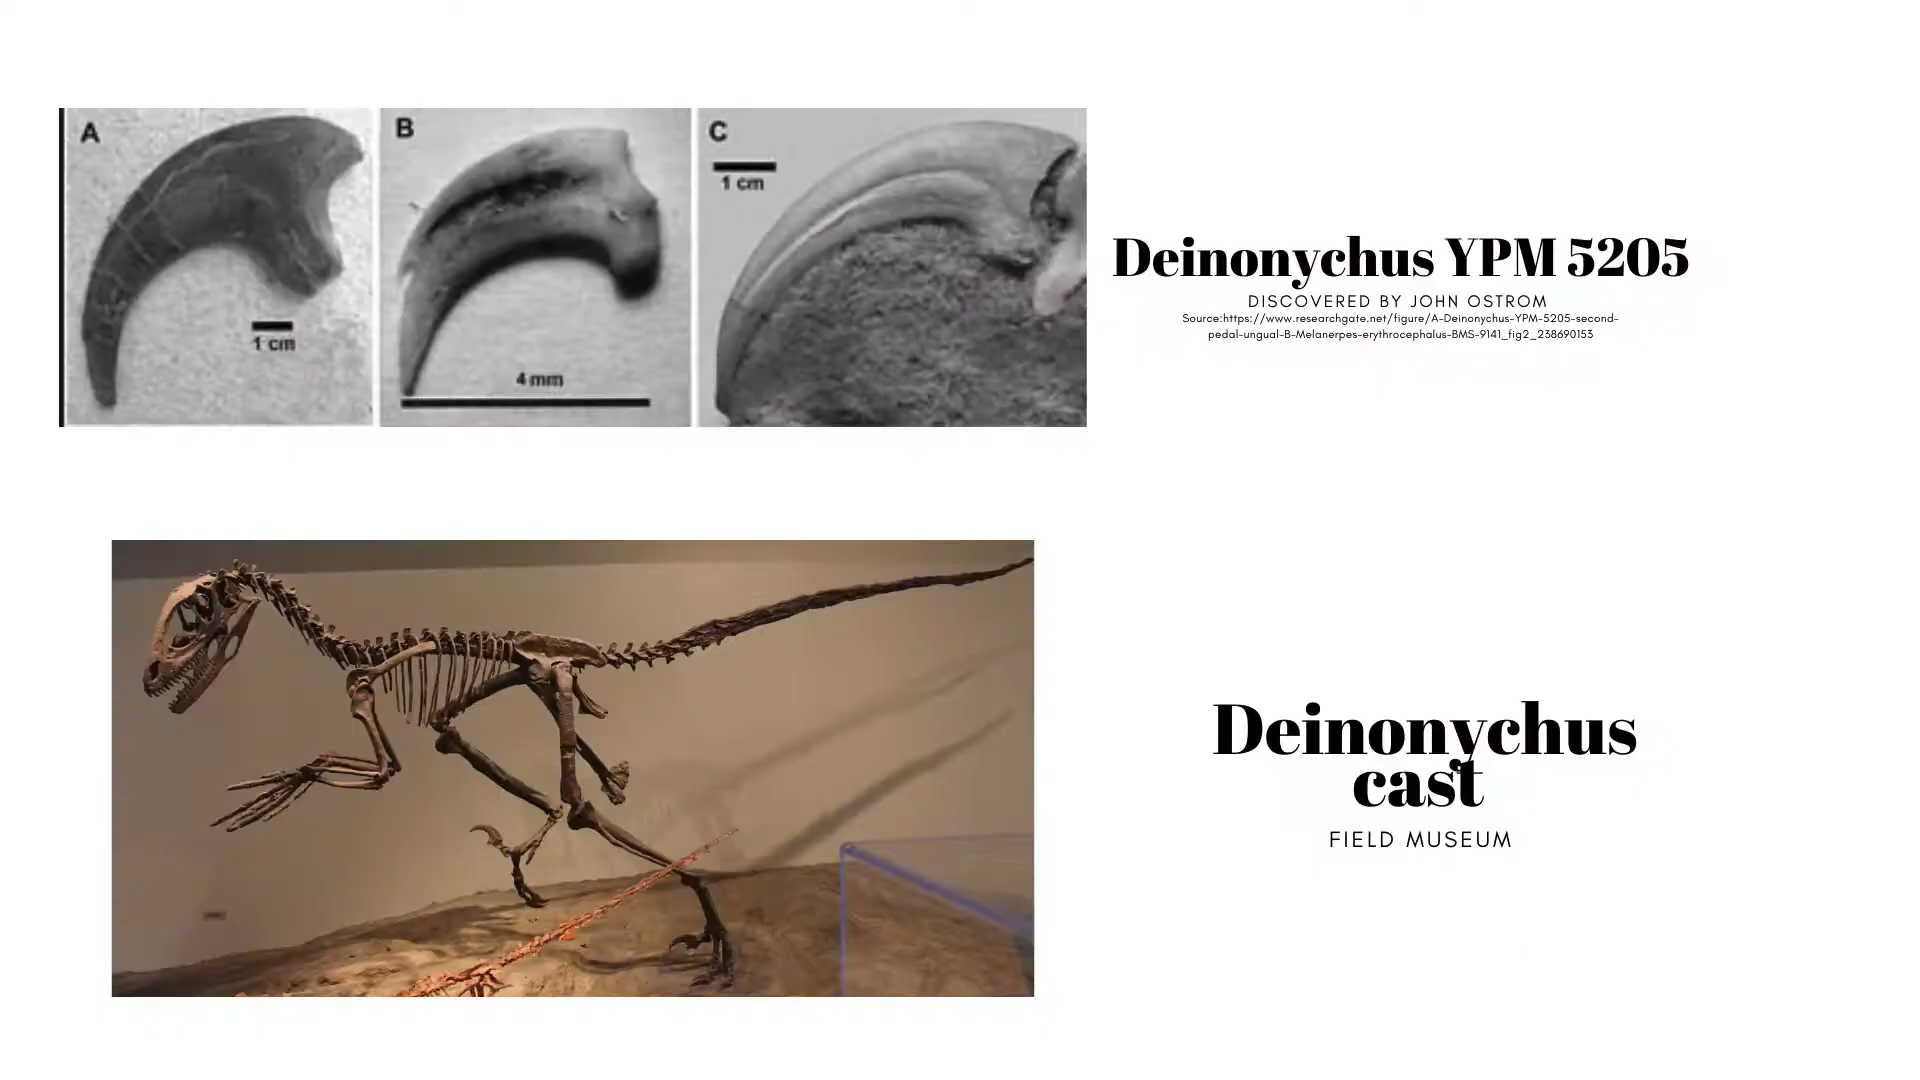 A
B
C
1 cm
1 cm
4 mm
Deinonychus YPM 5205
DISCOVERED BY JOHN OSTROM
Source:https://www.researchgate.net/figure/A-Deinonychus-YPM-5205-second-
pedal-ungual-B-Melanerpes-erythrocephalus-BMS-9141_fig2_238690153
Deinonychus
cast
FIELD MUSEUM